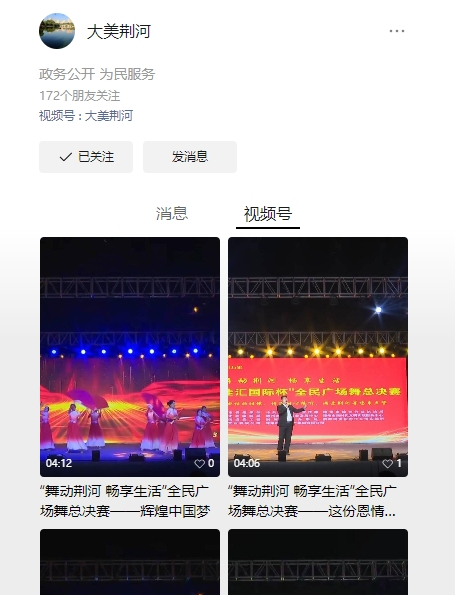 大美荆河
政务公开 为民服务
172个朋友关注
视频号 : 大美荆河
已关注
发消息
消息
视频号
舞动荆河 畅享生活
佳汇国际杯"全民广场舞总决赛
04:12
0
04:06
1
“舞动荆河 畅享生活”全民广
场舞总决赛——辉煌中国梦
“舞动荆河 畅享生活”全民广
场舞总决赛——这份恩情...